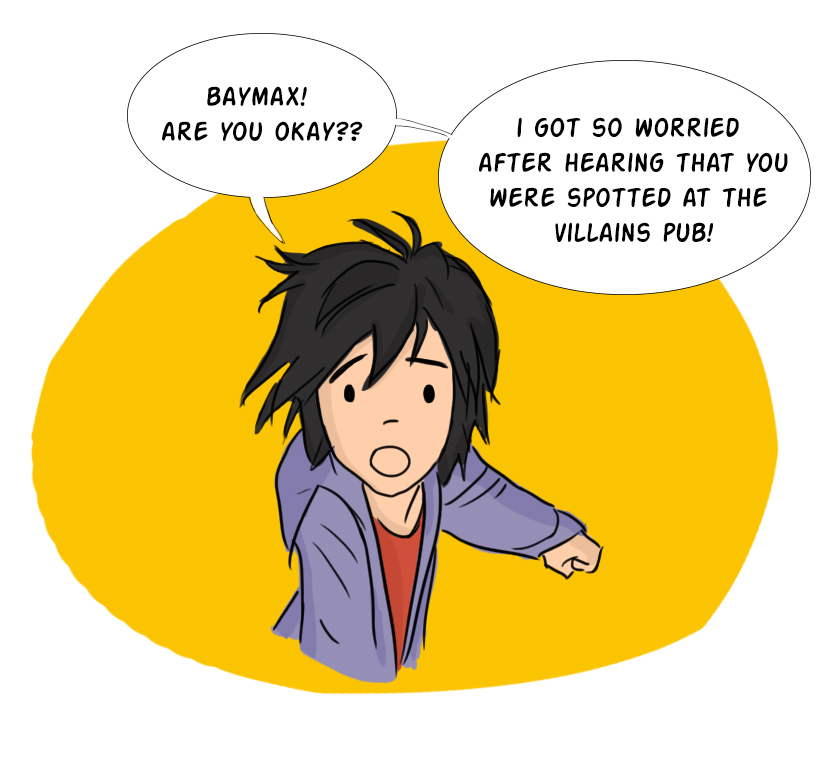 BAYMAX!
ARE YOU OKAY??
I GOT SO WORRIED
AFTER HEARING THAT YOU
WERE SPOTTED AT THE
VILLAINS PUB!